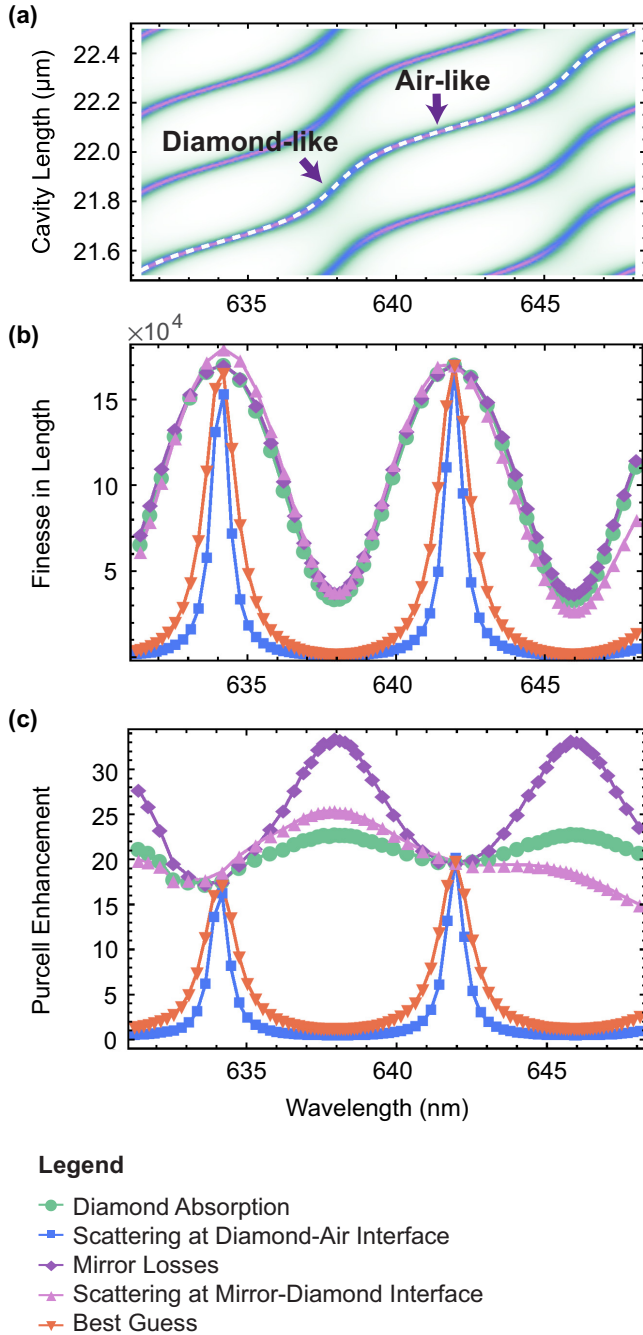 (a)
22.4
22.2
22.0
21.8
21.6
Cavity Length (μm)
Air-like
Diamond-like
635
640
645
(b)
×10⁴
15
10
5
Finesse in Length
635
640
645
(c)
30
25
20
15
10
5
0
Purcell Enhancement
635
640
645
Wavelength (nm)
Legend
Diamond Absorption
Scattering at Diamond-Air Interface
Mirror Losses
Scattering at Mirror-Diamond Interface
Best Guess